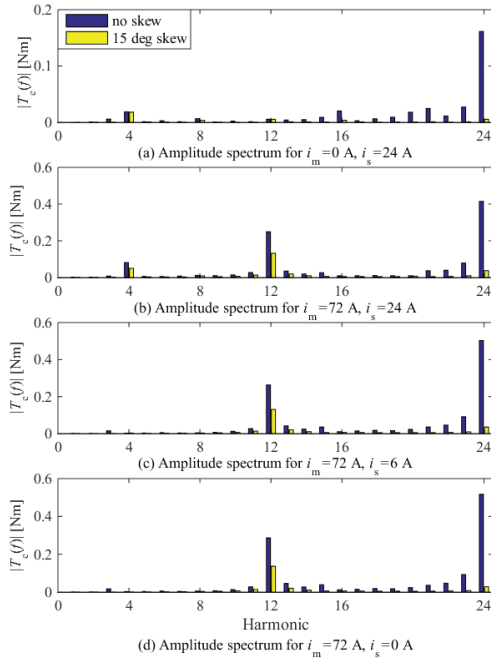 no skew
15 deg skew
|Te(f)| [Nm]
0.2
0.1
0
0 4 8 12 16 20 24
(a) Amplitude spectrum for im=0 A, is=24 A
|Te(f)| [Nm]
0.6
0.4
0.2
0
0 4 8 12 16 20 24
(b) Amplitude spectrum for im=72 A, is=24 A
|Te(f)| [Nm]
0.6
0.4
0.2
0
0 4 8 12 16 20 24
(c) Amplitude spectrum for im=72 A, is=6 A
|Te(f)| [Nm]
0.6
0.4
0.2
0
0 4 8 12 16 20 24
Harmonic
(d) Amplitude spectrum for im=72 A, is=0 A